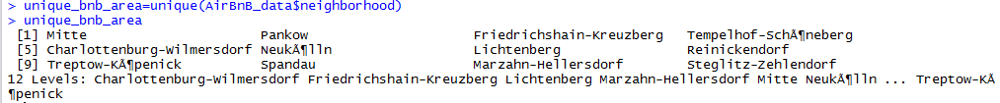 > unique_bnb_area=unique(AirBnB_data$neighborhood)
> unique_bnb_area
[1] Mitte Pankow Friedrichshain-Kreuzberg Tempelhof-SchÃ¶neberg
[5] Charlottenburg-Wilmersdorf NeukÃ¶lln Lichtenberg Reinickendorf
[9] Treptow-KÃ¶penick Spandau Marzahn-Hellersdorf Steglitz-Zehlendorf
12 Levels: Charlottenburg-Wilmersdorf Friedrichshain-Kreuzberg Lichtenberg Marzahn-Hellersdorf Mitte NeukÃ¶lln ... Treptow-KÃ
¶penick